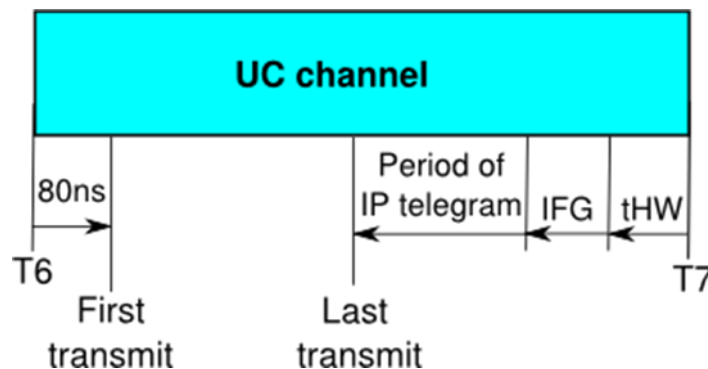 UC channel
80ns
Period of
IP telegram
IFG
tHW
T6
T7
First
transmit
Last
transmit